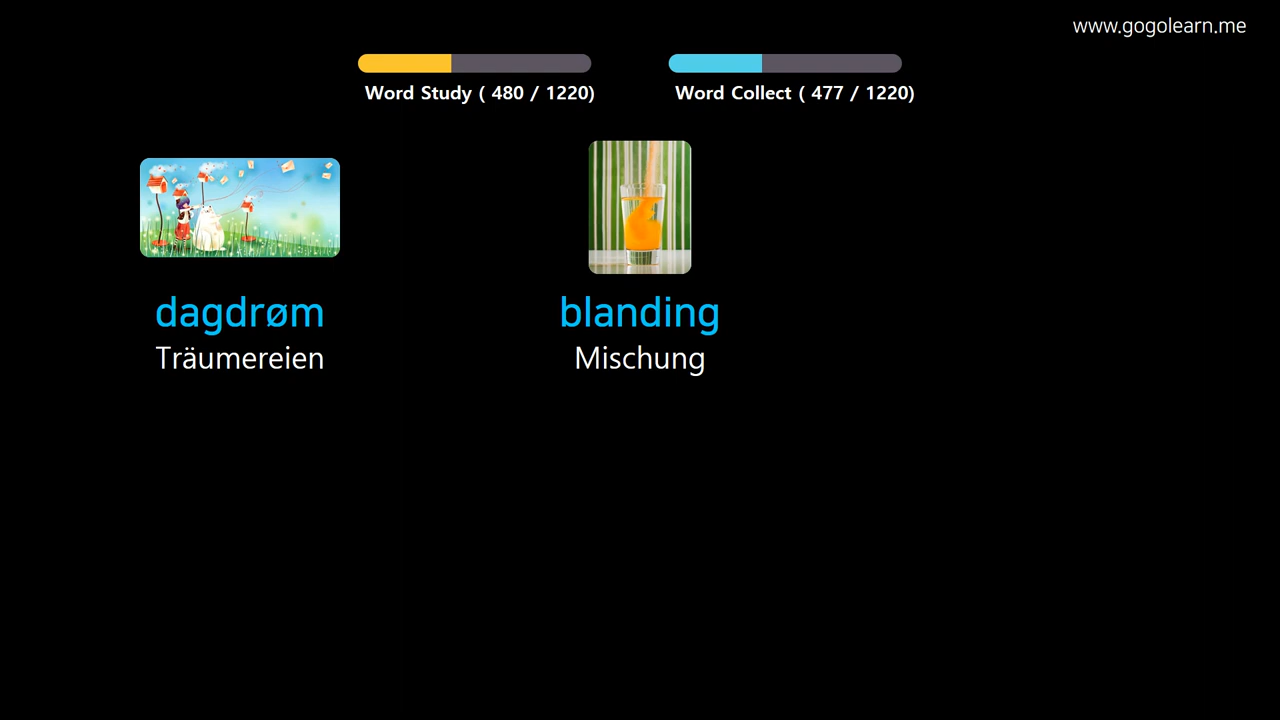 www.gogolearn.me
Word Study ( 480 / 1220)
Word Collect ( 477 / 1220)
dagdrøm
Träumereien
blanding
Mischung